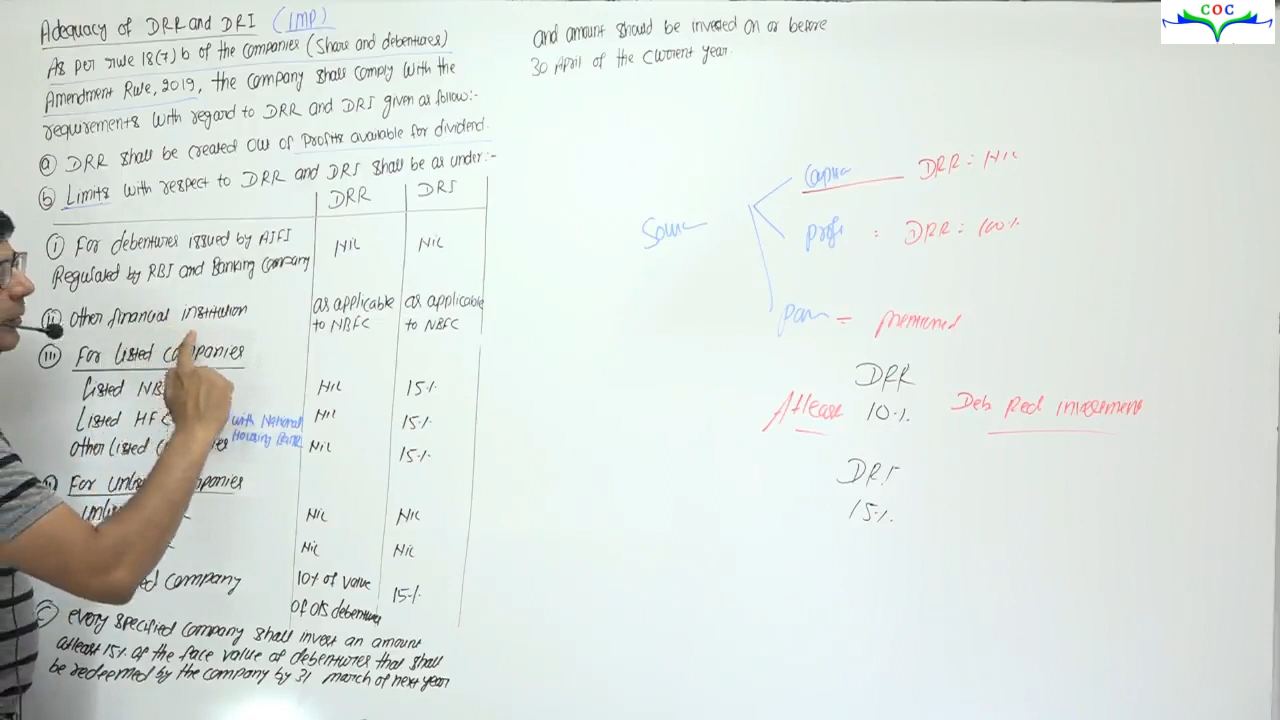 Adequacy of DRR and DRI (IMP)
As per rule 18(7)b of the companies (Share and debentures)
Amendment Rule, 2019, the company shall comply with the
requirements with regard to DRR and DRI given as follow:-
(a) DRR shall be created out of Profits available for dividend.
(b) Limits with respect to DRR and DRI shall be as under:-
DRR DRI
(i) For debentures issued by AIFI
Regulated by RBI and Banking Company
Nil Nil
(ii) Other financial institution
as applicable to NBFC
as applicable to NBFC
(iii) For Listed Companies
Listed Nil 15%
Listed HFC with National
Housing Bank
Nil 15%
Other Listed Nil 15%
For
Nil Nil
Nil Nil
company
10% of value
of o/s debentures
15%
(c) every specified company shall invest an amount
atleast 15% of the face value of debentures that shall
be redeemed by the company by 31 march of next year
and amount should be invested on or before
30 April of the current year.
DRR = Nil
: DRR = 100%
=
DRR
Atleast 10% Deb Red investment
DRI
15%
COC